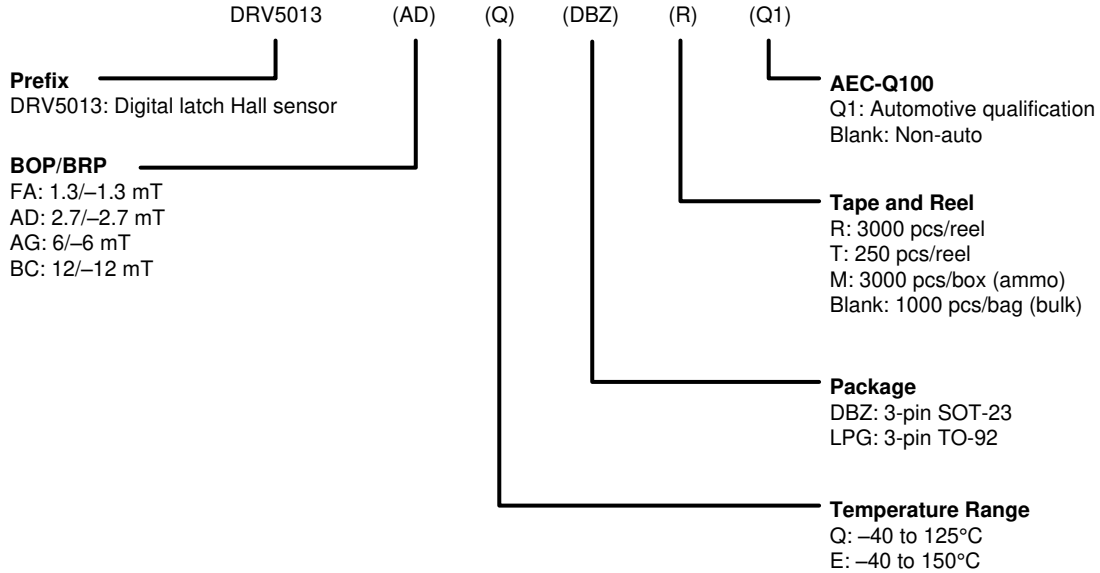 DRV5013 (AD) (Q) (DBZ) (R) (Q1)
Prefix
DRV5013: Digital latch Hall sensor
BOP/BRP
FA: 1.3/–1.3 mT
AD: 2.7/–2.7 mT
AG: 6/–6 mT
BC: 12/–12 mT
AEC-Q100
Q1: Automotive qualification
Blank: Non-auto
Tape and Reel
R: 3000 pcs/reel
T: 250 pcs/reel
M: 3000 pcs/box (ammo)
Blank: 1000 pcs/bag (bulk)
Package
DBZ: 3-pin SOT-23
LPG: 3-pin TO-92
Temperature Range
Q: –40 to 125°C
E: –40 to 150°C